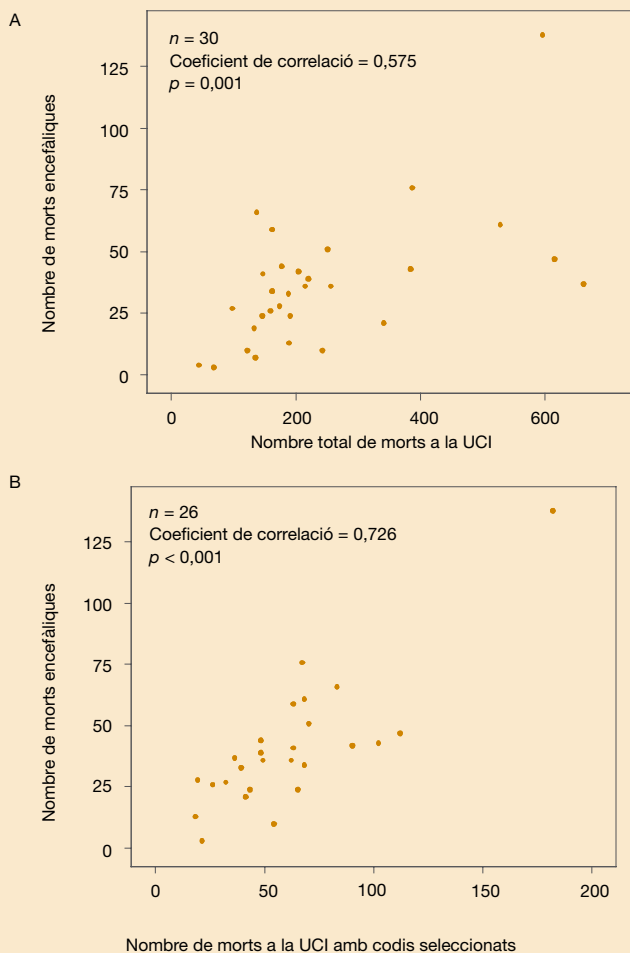 A
n = 30
Coeficient de correlació = 0,575
p = 0,001
Nombre de morts encefàliques
125
100
75
50
25
0
0 200 400 600
Nombre total de morts a la UCI
B
n = 26
Coeficient de correlació = 0,726
p < 0,001
Nombre de morts encefàliques
125
100
75
50
25
0
0 50 100 150 200
Nombre de morts a la UCI amb codis seleccionats